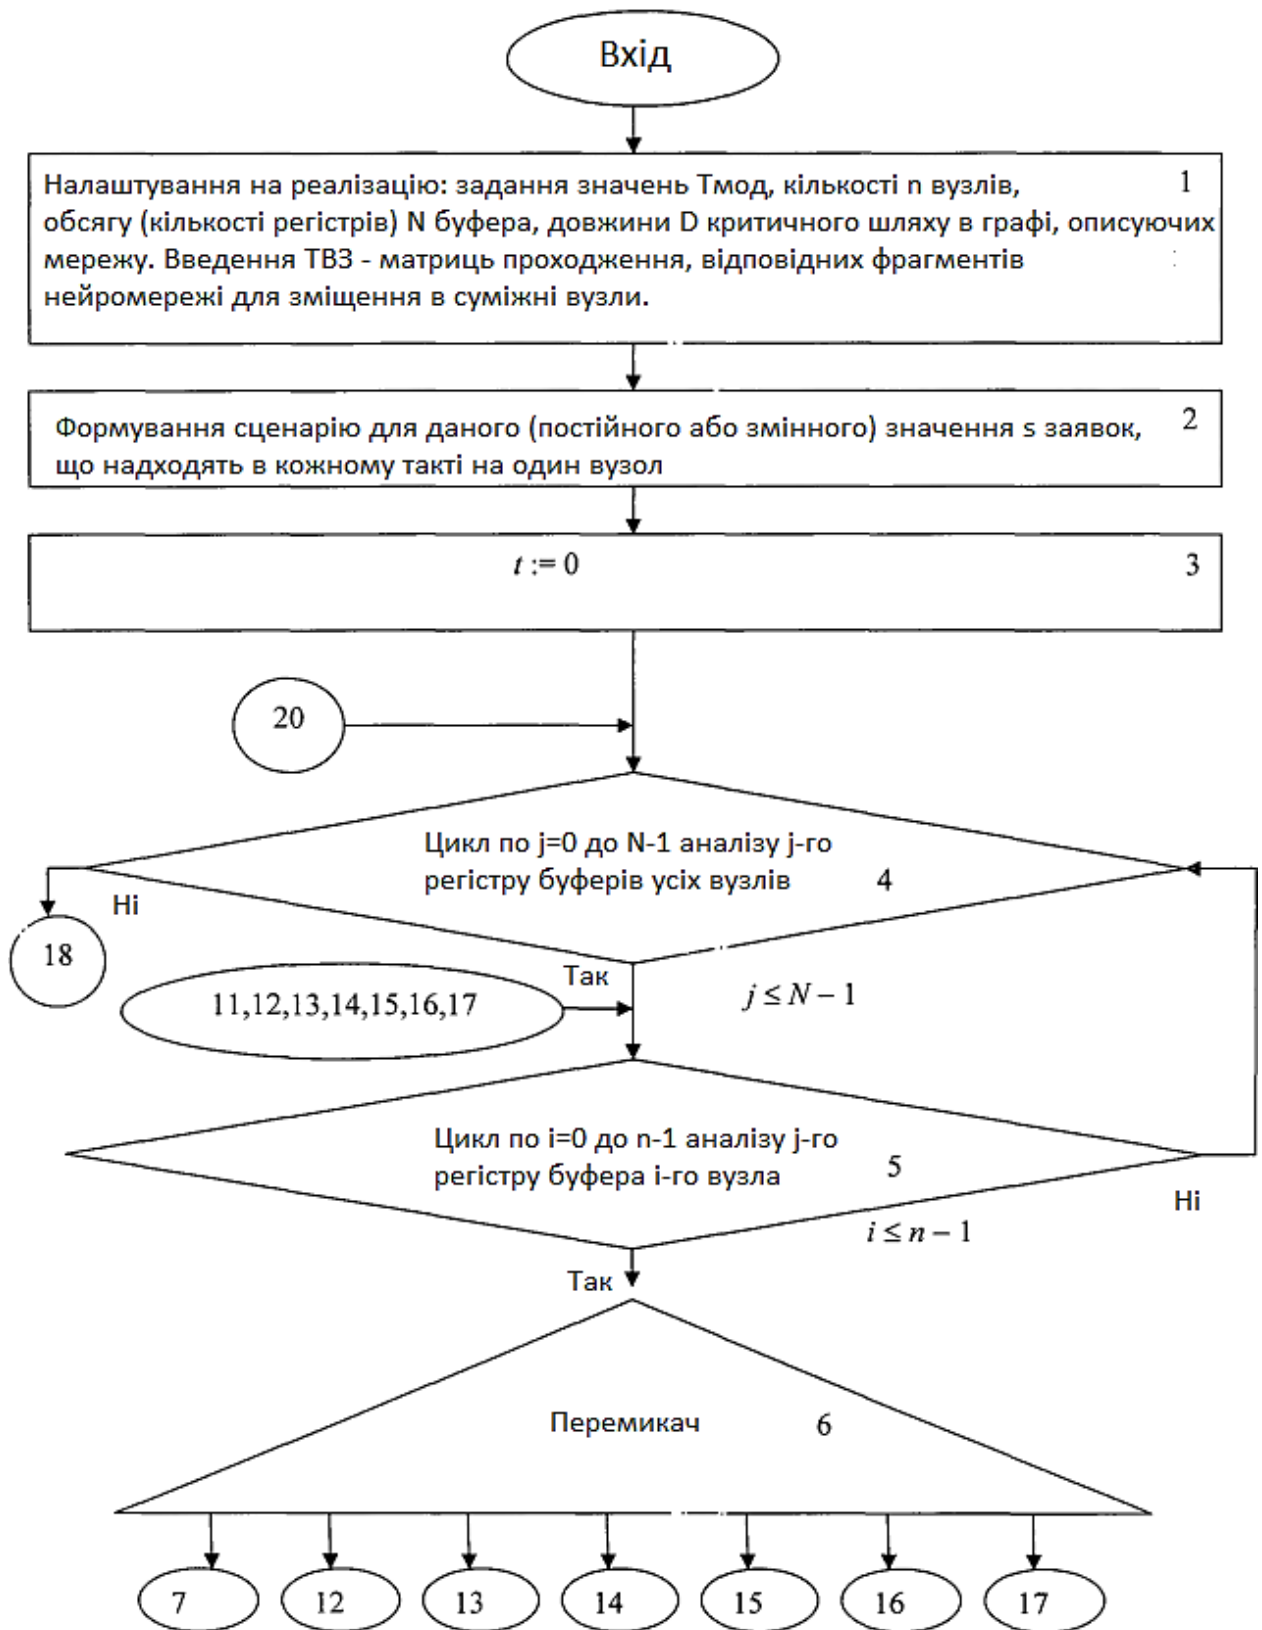 Вхід
Налаштування на реалізацію: задання значень Тмод, кількості n вузлів, 1
обсягу (кількості регістрів) N буфера, довжини D критичного шляху в графі, описуючих
мережу. Введення ТВЗ - матриць проходження, відповідних фрагментів
нейромережі для зміщення в суміжні вузли.
Формування сценарію для даного (постійного або змінного) значення s заявок, 2
що надходять в кожному такті на один вузол
t := 0 3
20
Цикл по j=0 до N-1 аналізу j-го
регістру буферів усіх вузлів 4
Ні
18
Так
11,12,13,14,15,16,17
j ≤ N − 1
Цикл по i=0 до n-1 аналізу j-го
регістру буфера i-го вузла 5
Ні
i ≤ n − 1
Так
Перемикач 6
7 12 13 14 15 16 17